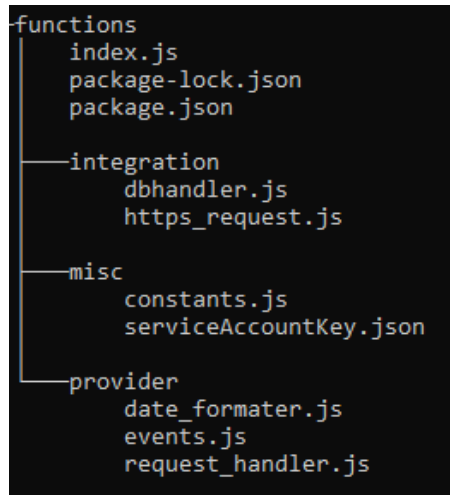 functions
index.js
package-lock.json
package.json
integration
dbhandler.js
https_request.js
misc
constants.js
serviceAccountKey.json
provider
date_formater.js
events.js
request_handler.js